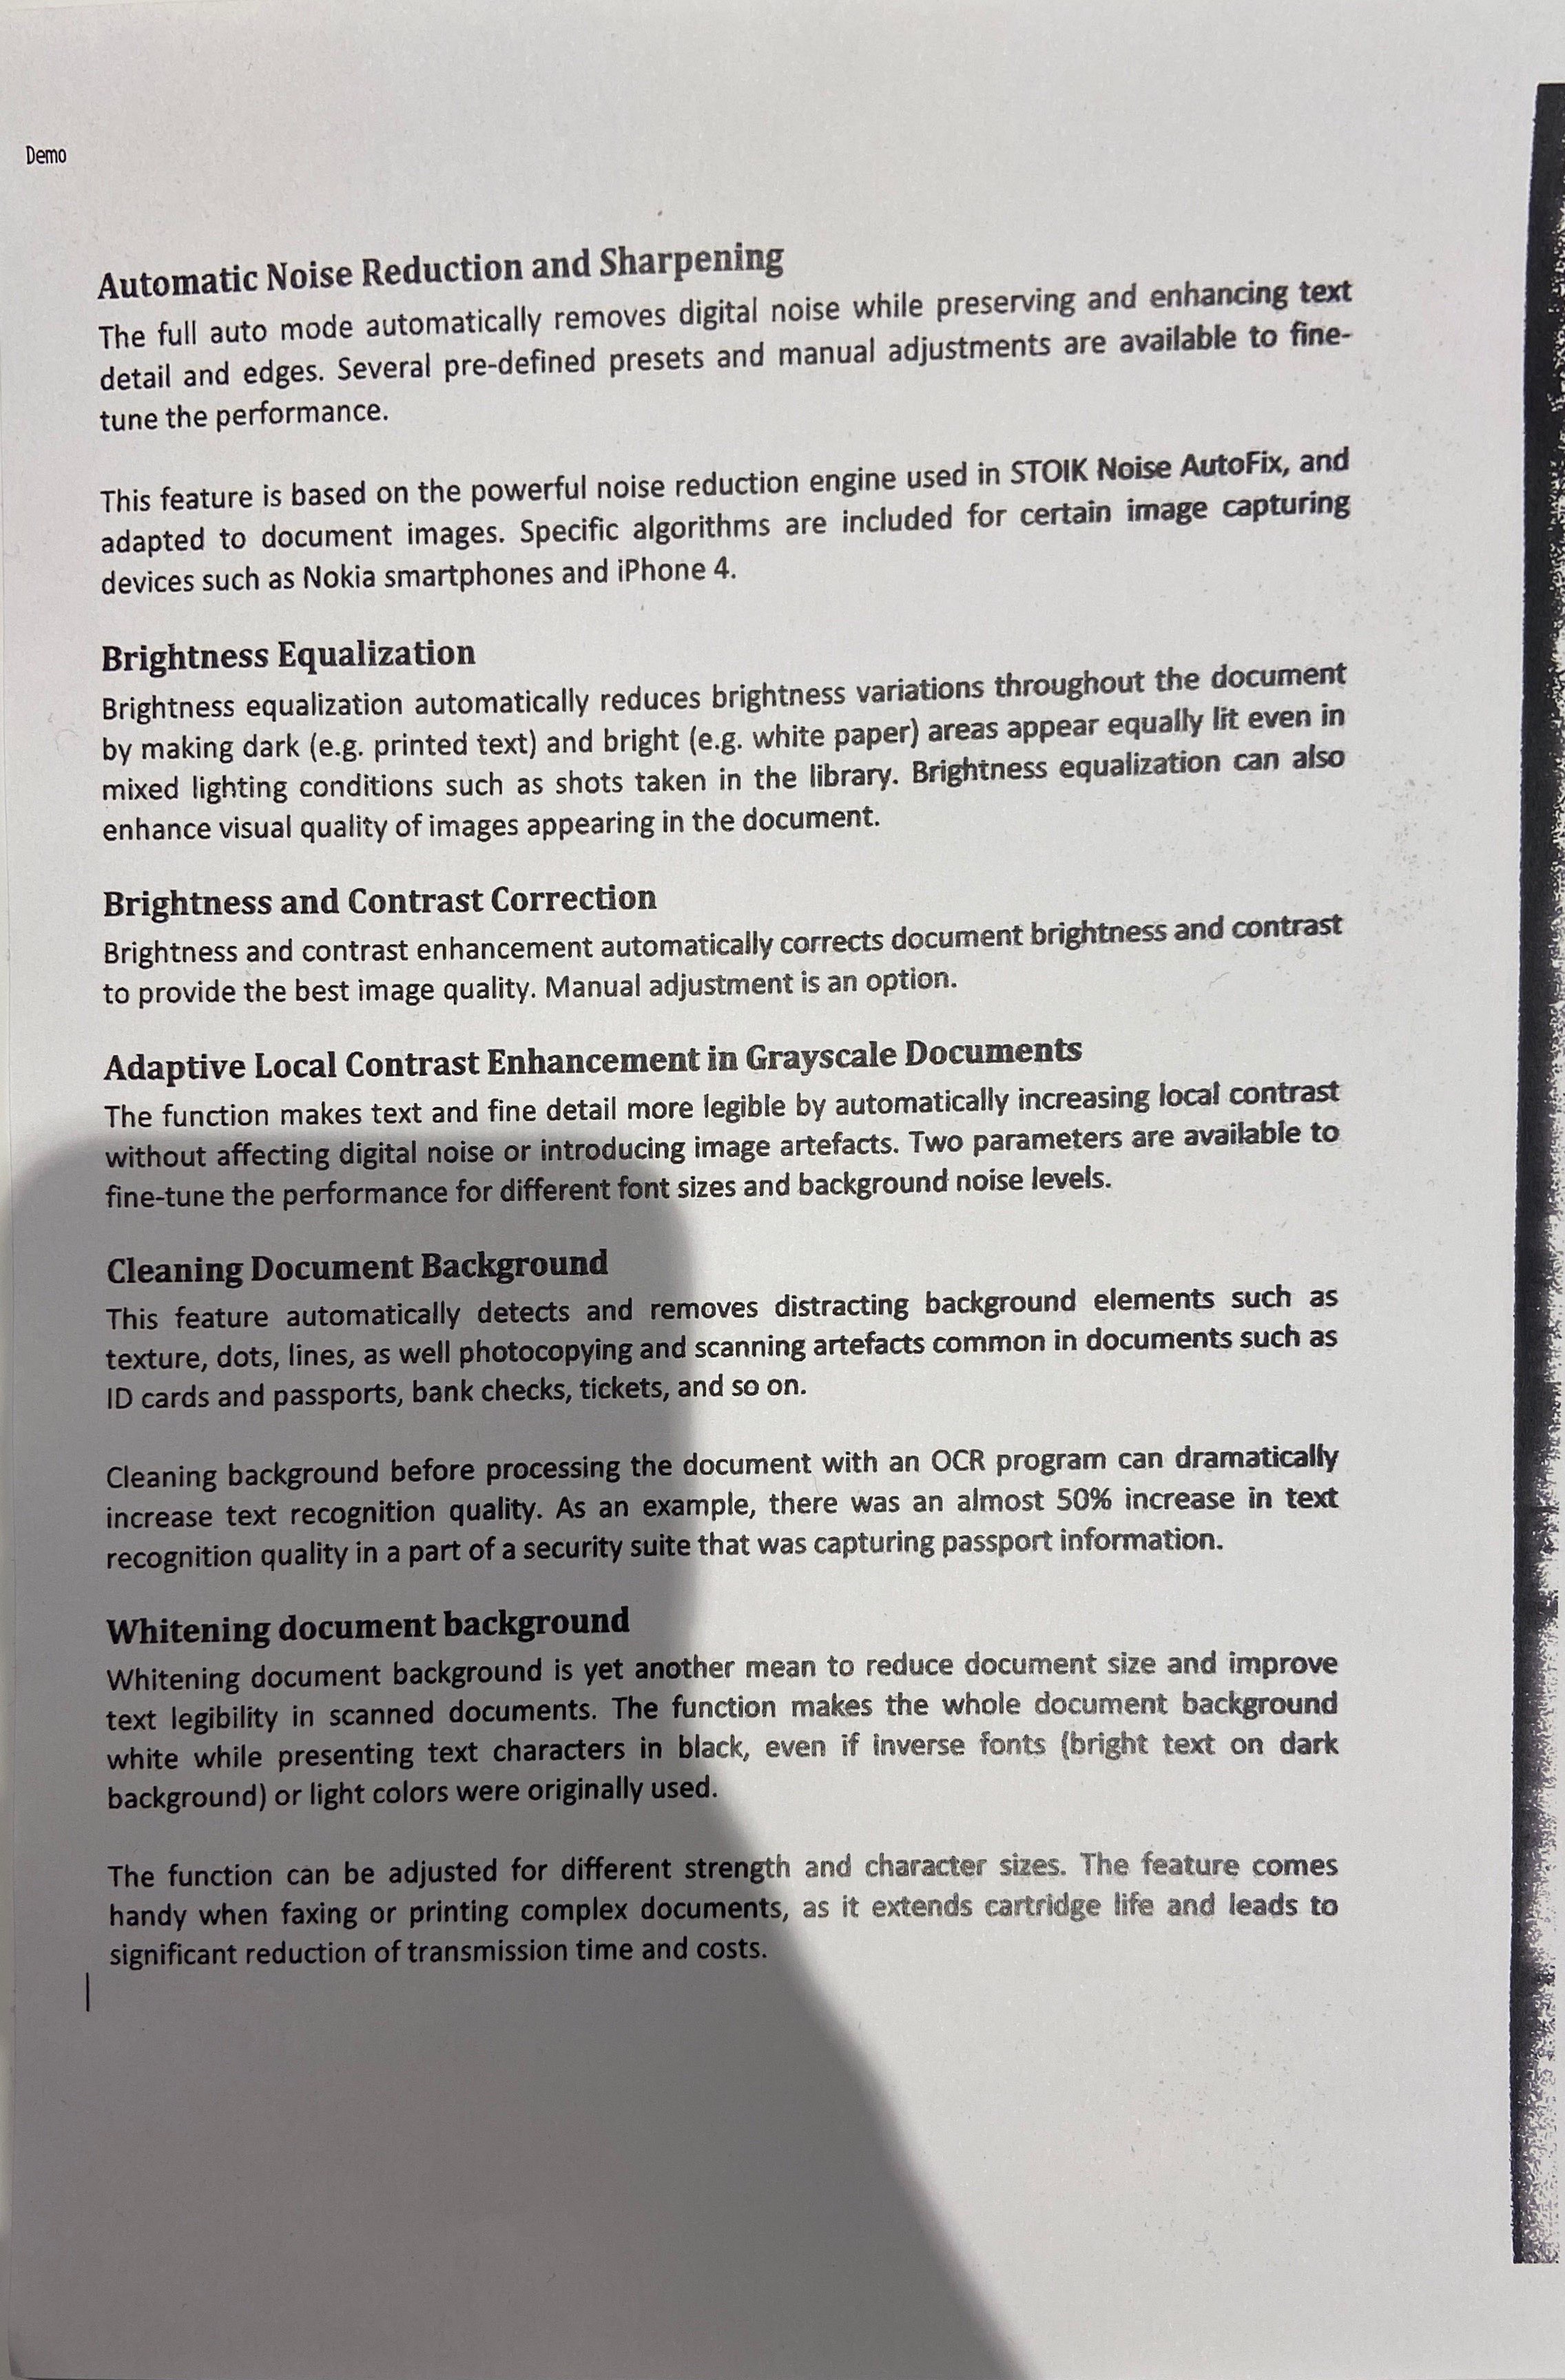 Demo
Automatic Noise Reduction and Sharpening
The full auto mode automatically removes digital noise while preserving and enhancing text
detail and edges. Several pre-defined presets and manual adjustments are available to fine-
tune the performance.
This feature is based on the powerful noise reduction engine used in STOIK Noise AutoFix, and
adapted to document images. Specific algorithms are included for certain image capturing
devices such as Nokia smartphones and iPhone 4.
Brightness Equalization
Brightness equalization automatically reduces brightness variations throughout the document
by making dark (e.g. printed text) and bright (e.g. white paper) areas appear equally lit even in
mixed lighting conditions such as shots taken in the library. Brightness equalization can also
enhance visual quality of images appearing in the document.
Brightness and Contrast Correction
Brightness and contrast enhancement automatically corrects document brightness and contrast
to provide the best image quality. Manual adjustment is an option.
Adaptive Local Contrast Enhancement in Grayscale Documents
The function makes text and fine detail more legible by automatically increasing local contrast
without affecting digital noise or introducing image artefacts. Two parameters are available to
fine-tune the performance for different font sizes and background noise levels.
Cleaning Document Background
This feature automatically detects and removes distracting background elements such as
texture, dots, lines, as well photocopying and scanning artefacts common in documents such as
ID cards and passports, bank checks, tickets, and so on.
Cleaning background before processing the document with an OCR program can dramatically
increase text recognition quality. As an example, there was an almost 50% increase in text
recognition quality in a part of a security suite that was capturing passport information.
Whitening document background
Whitening document background is yet another mean to reduce document size and improve
text legibility in scanned documents. The function makes the whole document background
white while presenting text characters in black, even if inverse fonts (bright text on dark
background) or light colors were originally used.
The function can be adjusted for different strength and character sizes. The feature comes
handy when faxing or printing complex documents, as it extends cartridge life and leads to
significant reduction of transmission time and costs.